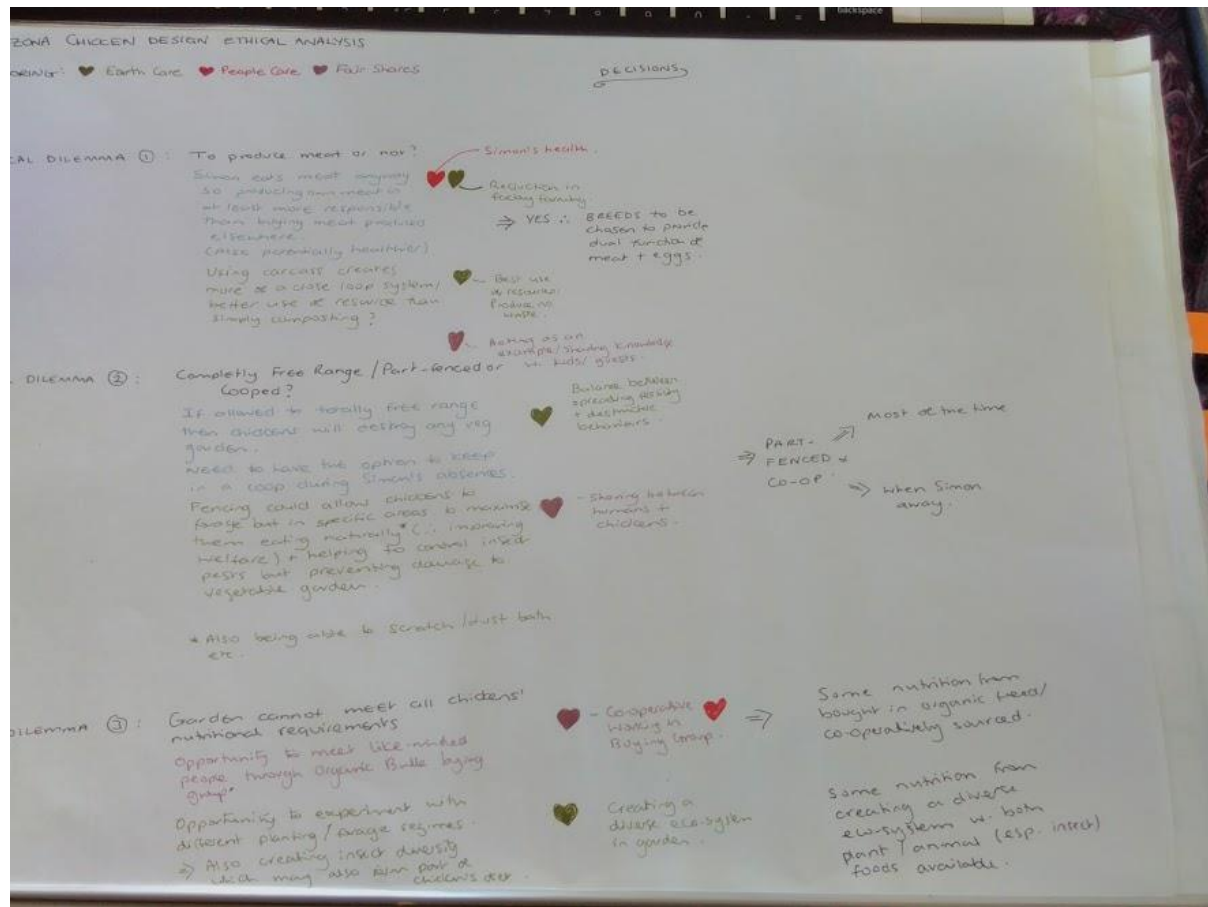 ZONA CHICKEN DESIGN ETHICAL ANALYSIS
Earth Care People Care Fair Shares
DECISIONS
AL DILEMMA ① : To produce meat or not?
Simon eats meat anyway
so producing own meat is
at least more responsible
than buying meat produced
elsewhere.
(Also potentially healthier).
Using carcass creates
more of a close loop system/
better use of resource than
simply composting?
Simon's health.
Reduction in
factory farming
⇒ YES ∴ BREEDS to be
chosen to provide
dual function of
meat + eggs.
Best use
of resources/
Produce no
waste.
Acting as an
example/sharing knowledge
w. kids/guests.
DILEMMA ② : Completly Free Range / Part-fenced or
Cooped?
If allowed to totally free range
then chickens will destroy any veg
garden.
Need to have the option to keep
in a coop during Simon's absences.
Fencing could allow chickens to
forage but in specific areas to maximise
them eating naturally* (∴ improving
welfare) + helping to control insect
pests but preventing damage to
vegetable garden.
* Also being able to scratch/dust bath
etc.
Balance between
spreading fertility
+ destructive
behaviours.
- Sharing between
humans +
chickens.
⇒ PART-
FENCED &
CO-OP.
⇒ Most of the time
⇒ when Simon
away.
DILEMMA ③ : Garden cannot meet all chickens'
nutritional requirements
Opportunity to meet like-minded
people through Organic Bulk buying
group*
Opportunity to experiment with
different planting / forage regimes.
⇒ Also creating insect diversity
which may also form part of
chickens diet.
- Co-operative
Working in
Buying Group.
⇒ Some nutrition from
bought in organic feed/
co-operatively sourced.
Creating a
diverse eco-system
in garden.
Some nutrition from
creating a diverse
eco-system w. both
plant / animal (esp. insect)
foods available.
backspace